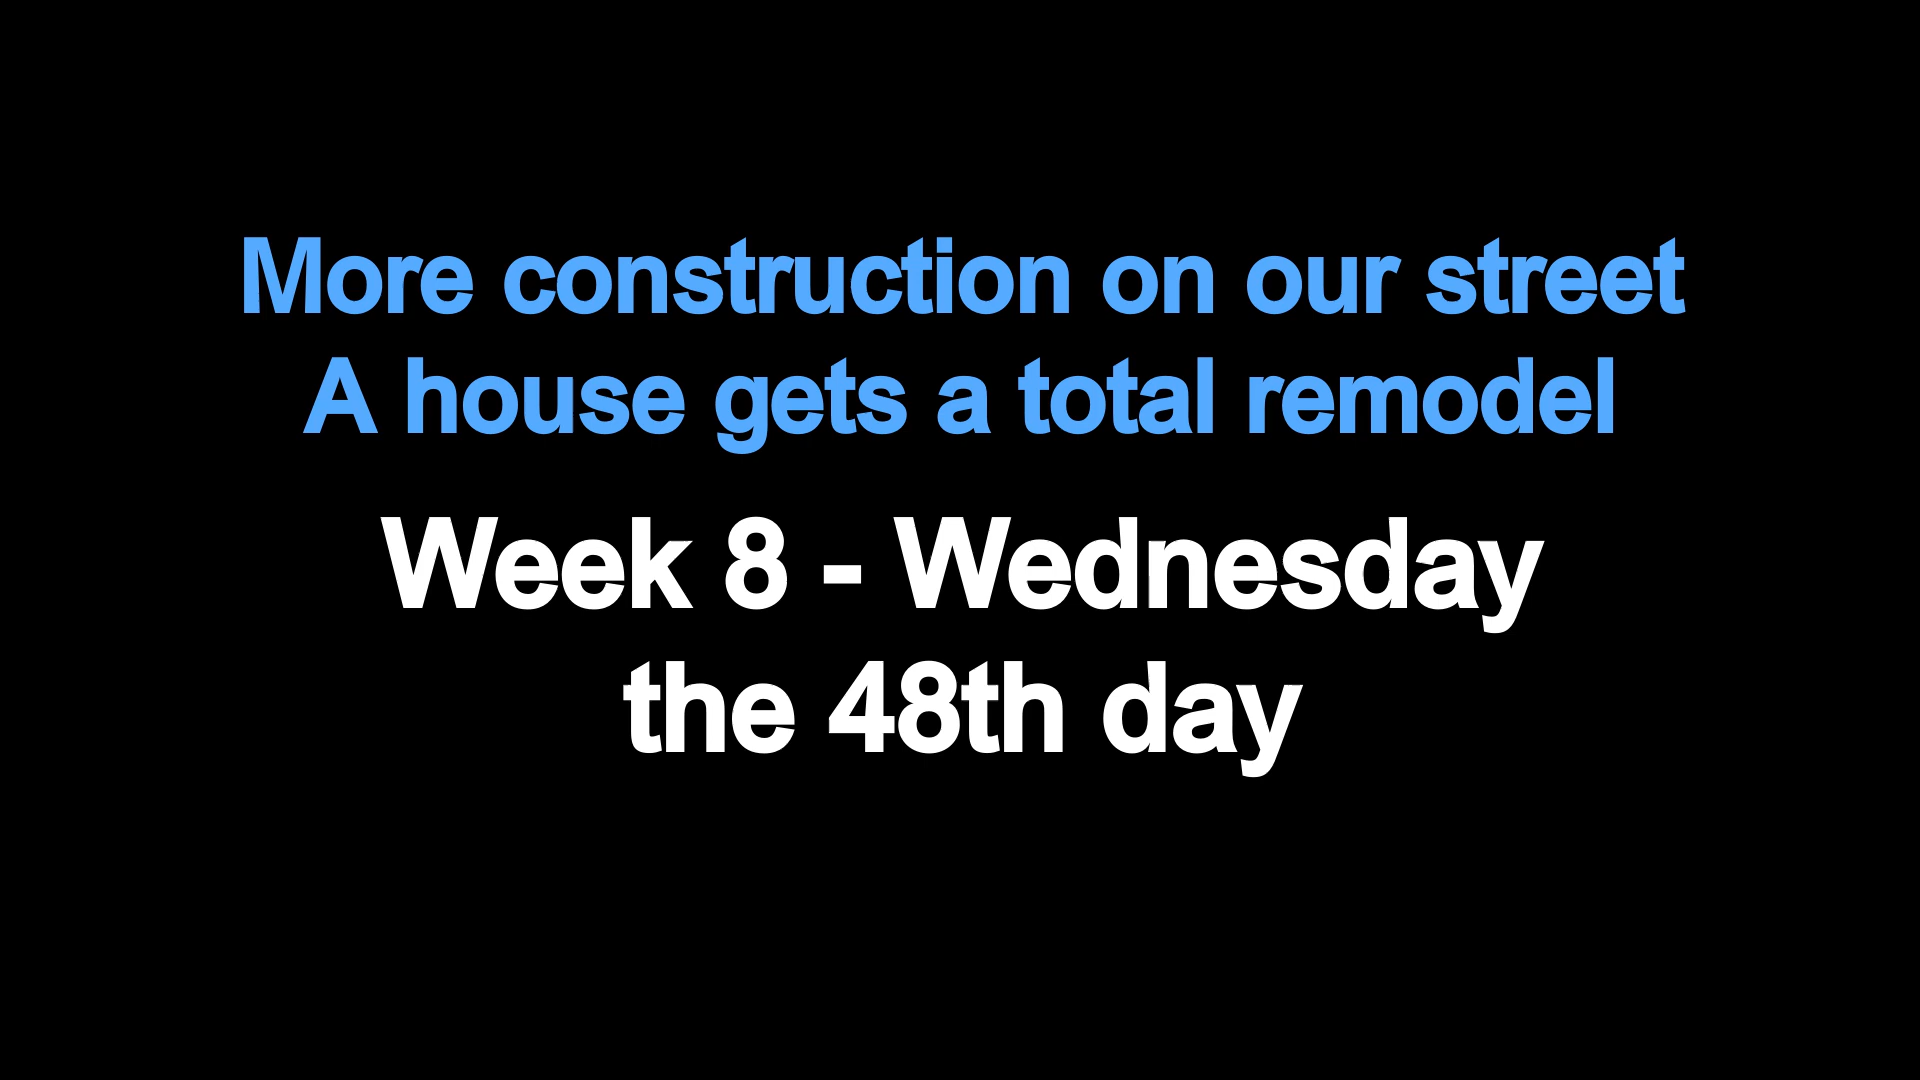 More construction on our street
A house gets a total remodel
Week 8 - Wednesday
the 48th day